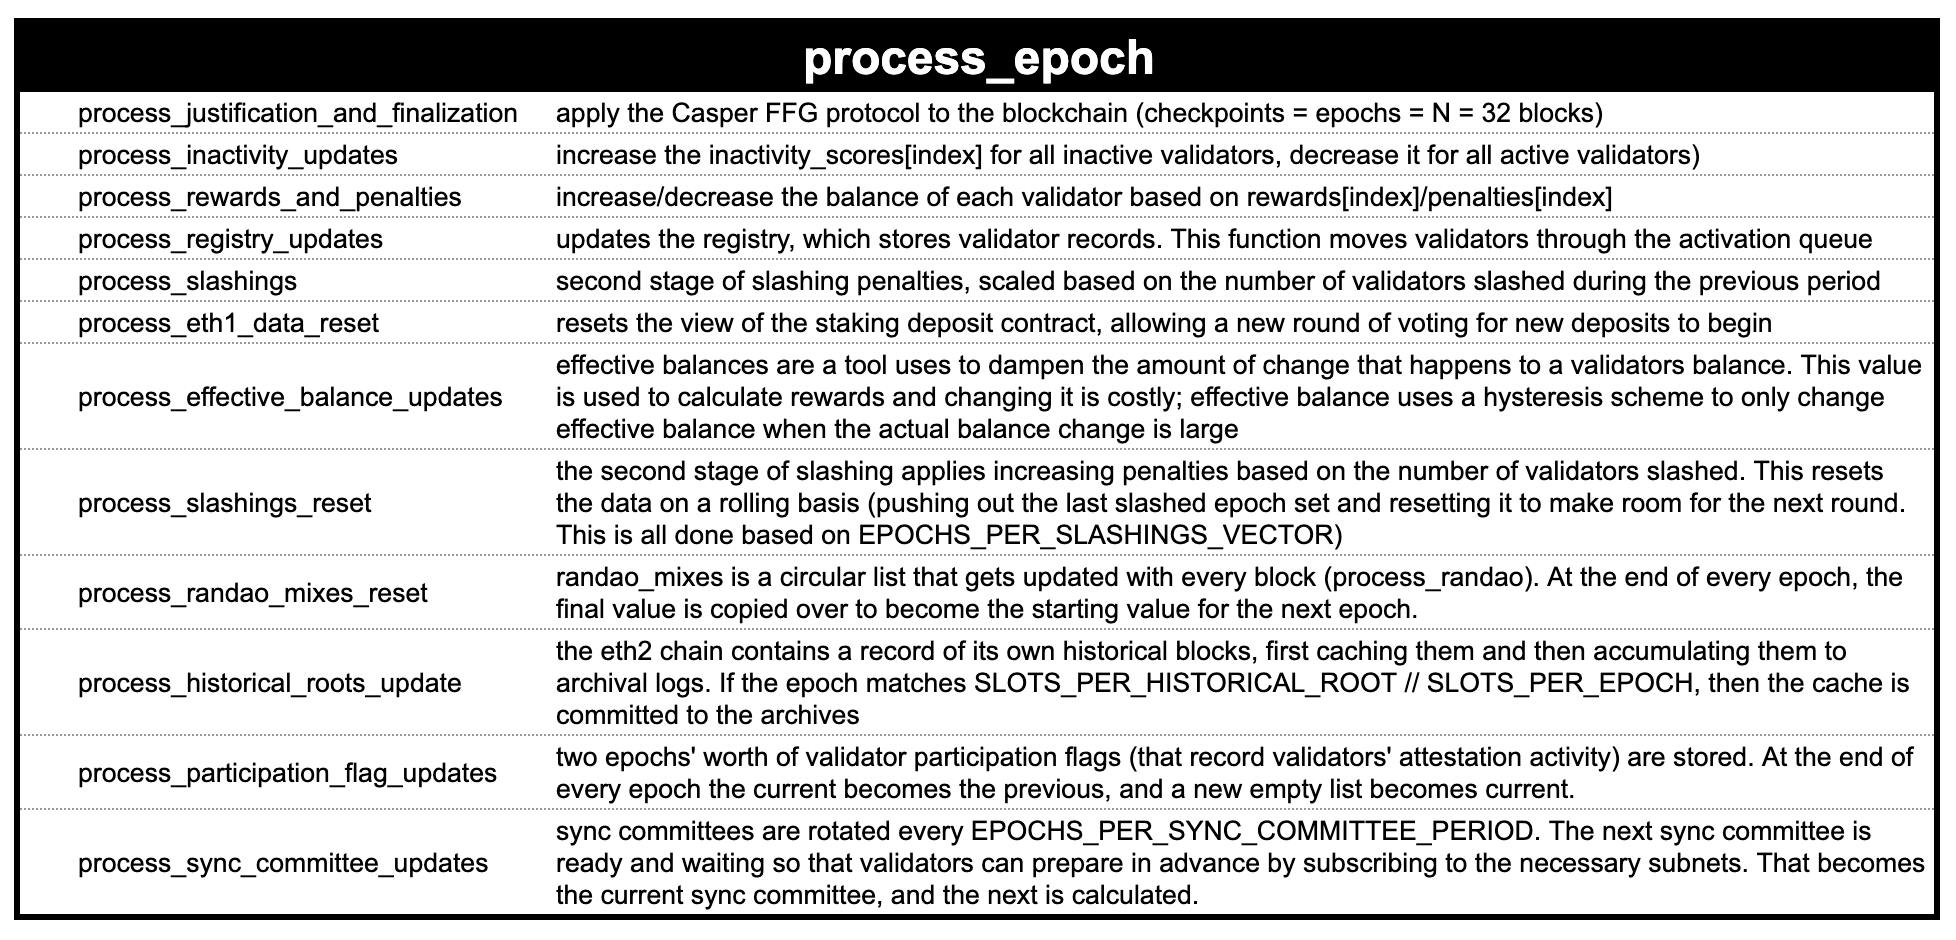 process_epoch
process_justification_and_finalization
apply the Casper FFG protocol to the blockchain (checkpoints = epochs = N = 32 blocks)
process_inactivity_updates
increase the inactivity_scores[index] for all inactive validators, decrease it for all active validators)
process_rewards_and_penalties
increase/decrease the balance of each validator based on rewards[index]/penalties[index]
process_registry_updates
updates the registry, which stores validator records. This function moves validators through the activation queue
process_slashings
second stage of slashing penalties, scaled based on the number of validators slashed during the previous period
process_eth1_data_reset
resets the view of the staking deposit contract, allowing a new round of voting for new deposits to begin
process_effective_balance_updates
effective balances are a tool uses to dampen the amount of change that happens to a validators balance. This value
is used to calculate rewards and changing it is costly; effective balance uses a hysteresis scheme to only change
effective balance when the actual balance change is large
process_slashings_reset
the second stage of slashing applies increasing penalties based on the number of validators slashed. This resets
the data on a rolling basis (pushing out the last slashed epoch set and resetting it to make room for the next round.
This is all done based on EPOCHS_PER_SLASHINGS_VECTOR)
process_randao_mixes_reset
randao_mixes is a circular list that gets updated with every block (process_randao). At the end of every epoch, the
final value is copied over to become the starting value for the next epoch.
process_historical_roots_update
the eth2 chain contains a record of its own historical blocks, first caching them and then accumulating them to
archival logs. If the epoch matches SLOTS_PER_HISTORICAL_ROOT // SLOTS_PER_EPOCH, then the cache is
committed to the archives
process_participation_flag_updates
two epochs' worth of validator participation flags (that record validators' attestation activity) are stored. At the end of
every epoch the current becomes the previous, and a new empty list becomes current.
process_sync_committee_updates
sync committees are rotated every EPOCHS_PER_SYNC_COMMITTEE_PERIOD. The next sync committee is
ready and waiting so that validators can prepare in advance by subscribing to the necessary subnets. That becomes
the current sync committee, and the next is calculated.